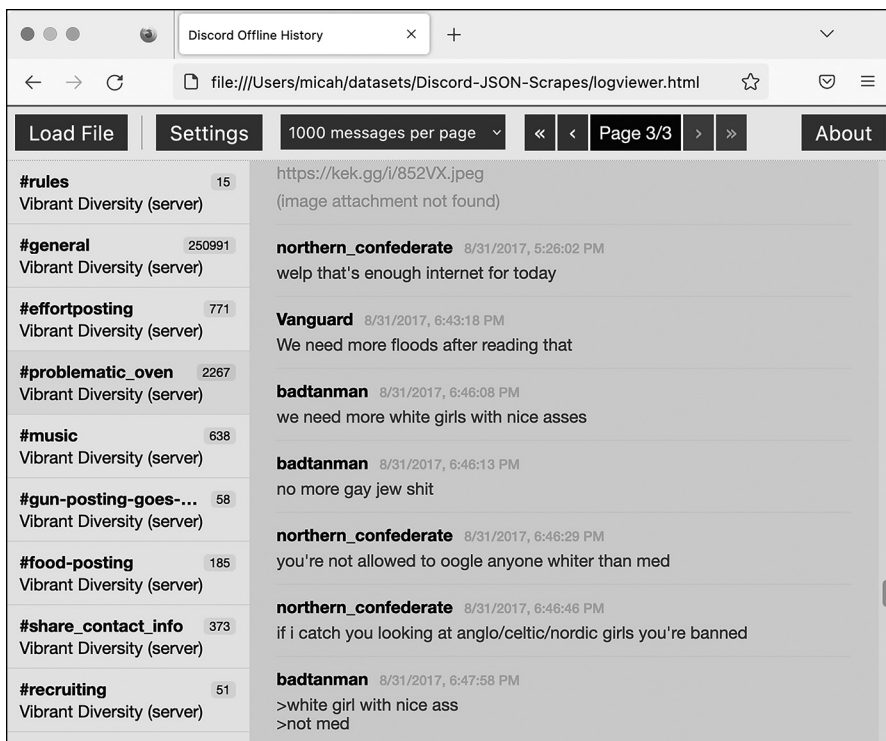 Discord Offline History
file:///Users/micah/datasets/Discord-JSON-Scrapes/logviewer.html
Load File
Settings
1000 messages per page
«
‹
Page 3/3
›
»
About
#rules 15
Vibrant Diversity (server)
#general 250991
Vibrant Diversity (server)
#effortposting 771
Vibrant Diversity (server)
#problematic_oven 2267
Vibrant Diversity (server)
#music 638
Vibrant Diversity (server)
#gun-posting-goes-... 58
Vibrant Diversity (server)
#food-posting 185
Vibrant Diversity (server)
#share_contact_info 373
Vibrant Diversity (server)
#recruiting 51
Vibrant Diversity (server)
https://kek.gg/i/852VX.jpeg
(image attachment not found)
northern_confederate 8/31/2017, 5:26:02 PM
welp that's enough internet for today
Vanguard 8/31/2017, 6:43:18 PM
We need more floods after reading that
badtanman 8/31/2017, 6:46:08 PM
we need more white girls with nice asses
badtanman 8/31/2017, 6:46:13 PM
no more gay jew shit
northern_confederate 8/31/2017, 6:46:29 PM
you're not allowed to oogle anyone whiter than med
northern_confederate 8/31/2017, 6:46:46 PM
if i catch you looking at anglo/celtic/nordic girls you're banned
badtanman 8/31/2017, 6:47:58 PM
>white girl with nice ass
>not med